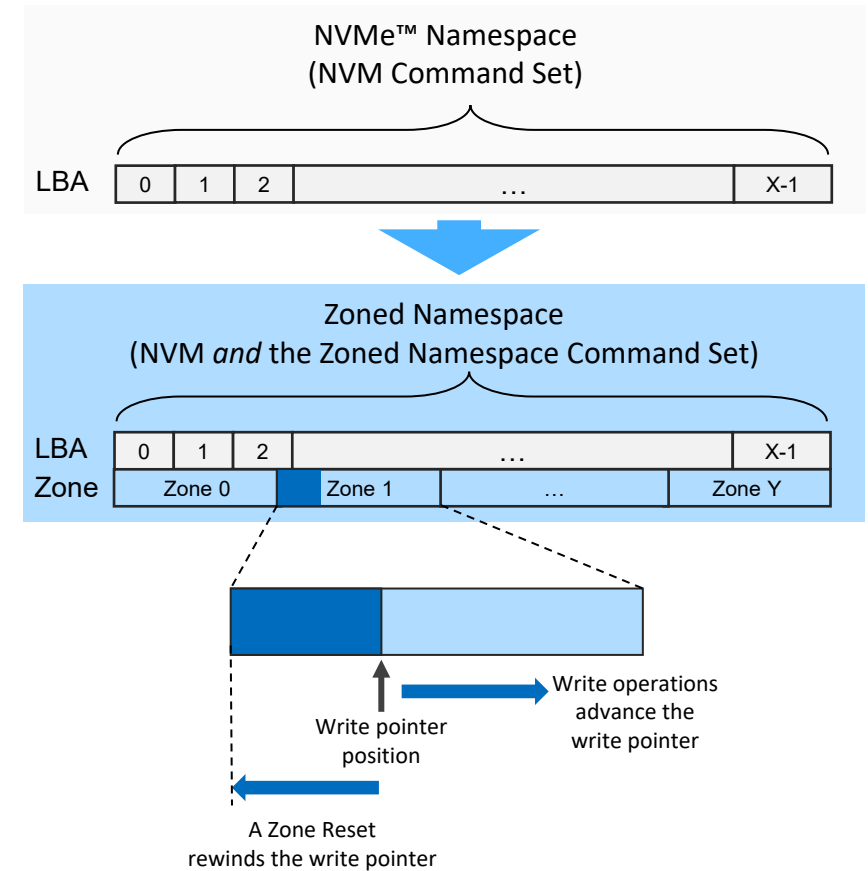 NVMe™ Namespace
(NVM Command Set)
LBA 0 1 2 ... X-1
Zoned Namespace
(NVM and the Zoned Namespace Command Set)
LBA 0 1 2 ... X-1
Zone Zone 0 Zone 1 ... Zone Y
Write pointer
position
Write operations
advance the
write pointer
A Zone Reset
rewinds the write pointer